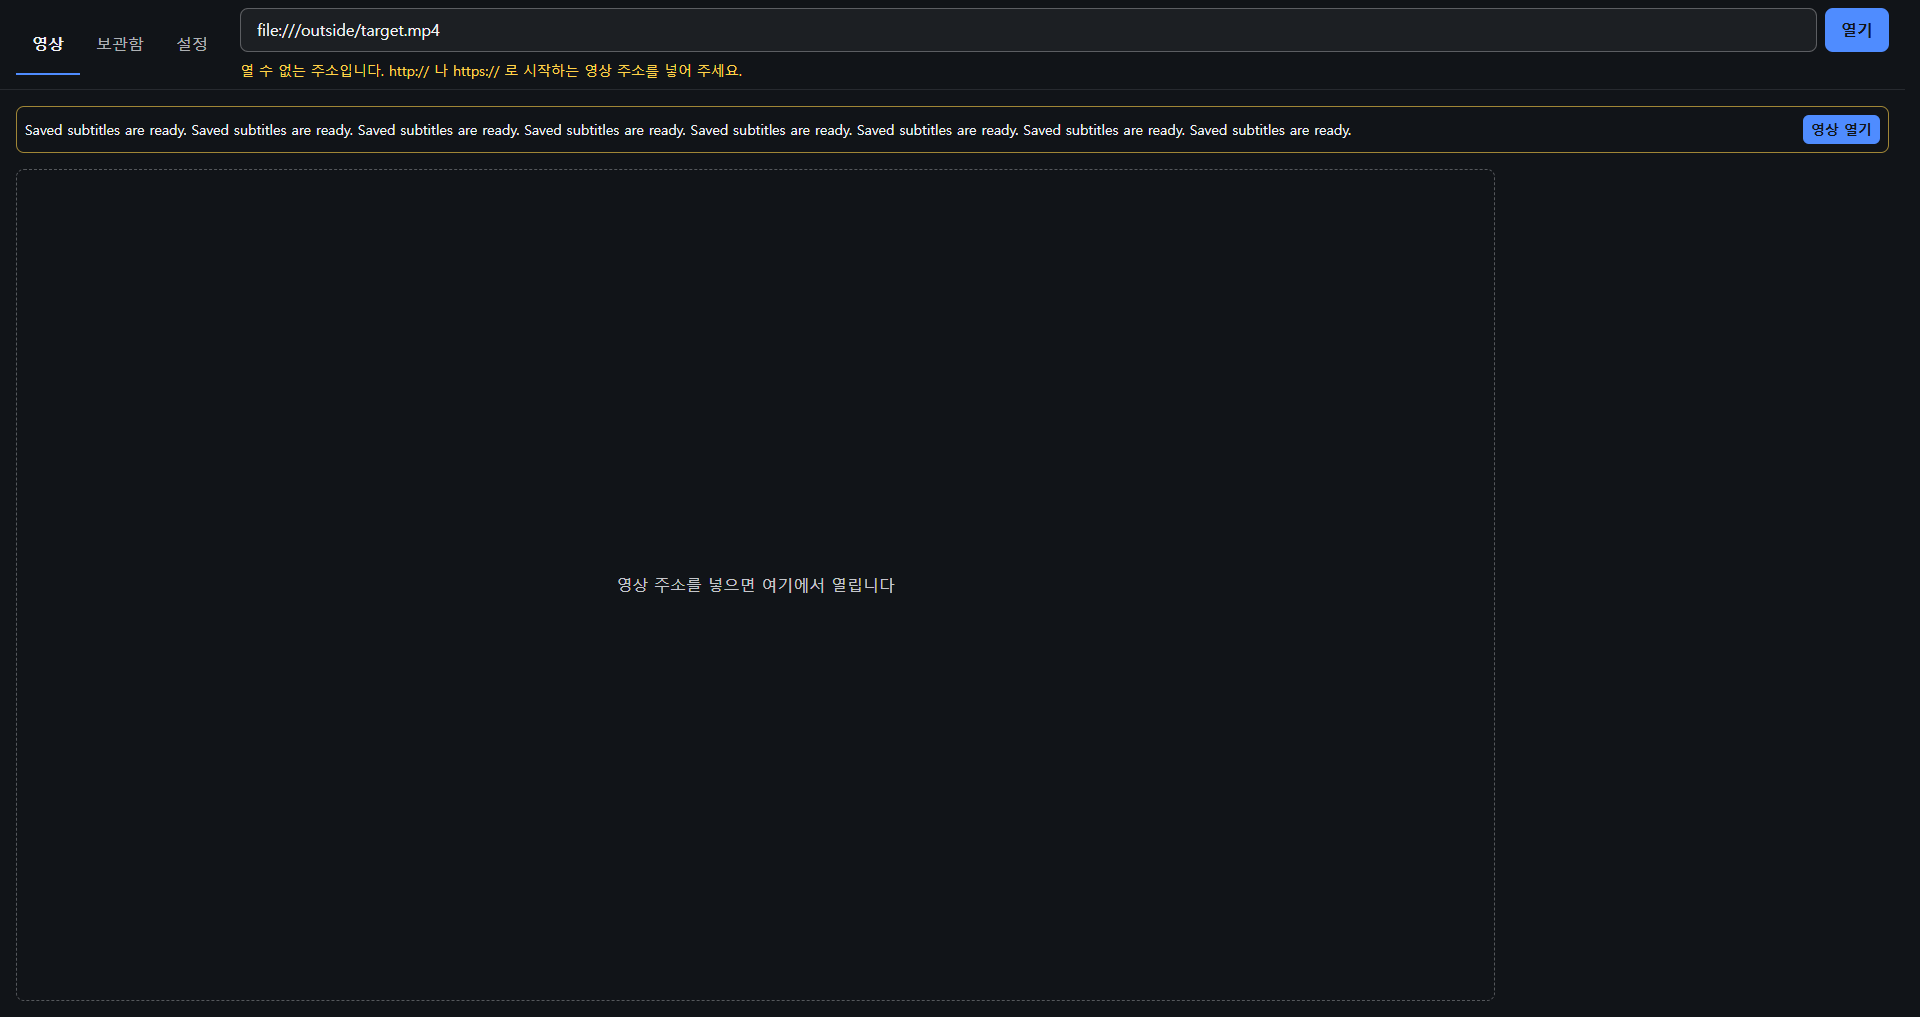 영상 보관함 설정 file:///outside/target.mp4 열기
열 수 없는 주소입니다. http:// 나 https:// 로 시작하는 영상 주소를 넣어 주세요.
Saved subtitles are ready. Saved subtitles are ready. Saved subtitles are ready. Saved subtitles are ready. Saved subtitles are ready. Saved subtitles are ready. Saved subtitles are ready. Saved subtitles are ready. 영상 열기
영상 주소를 넣으면 여기에서 열립니다